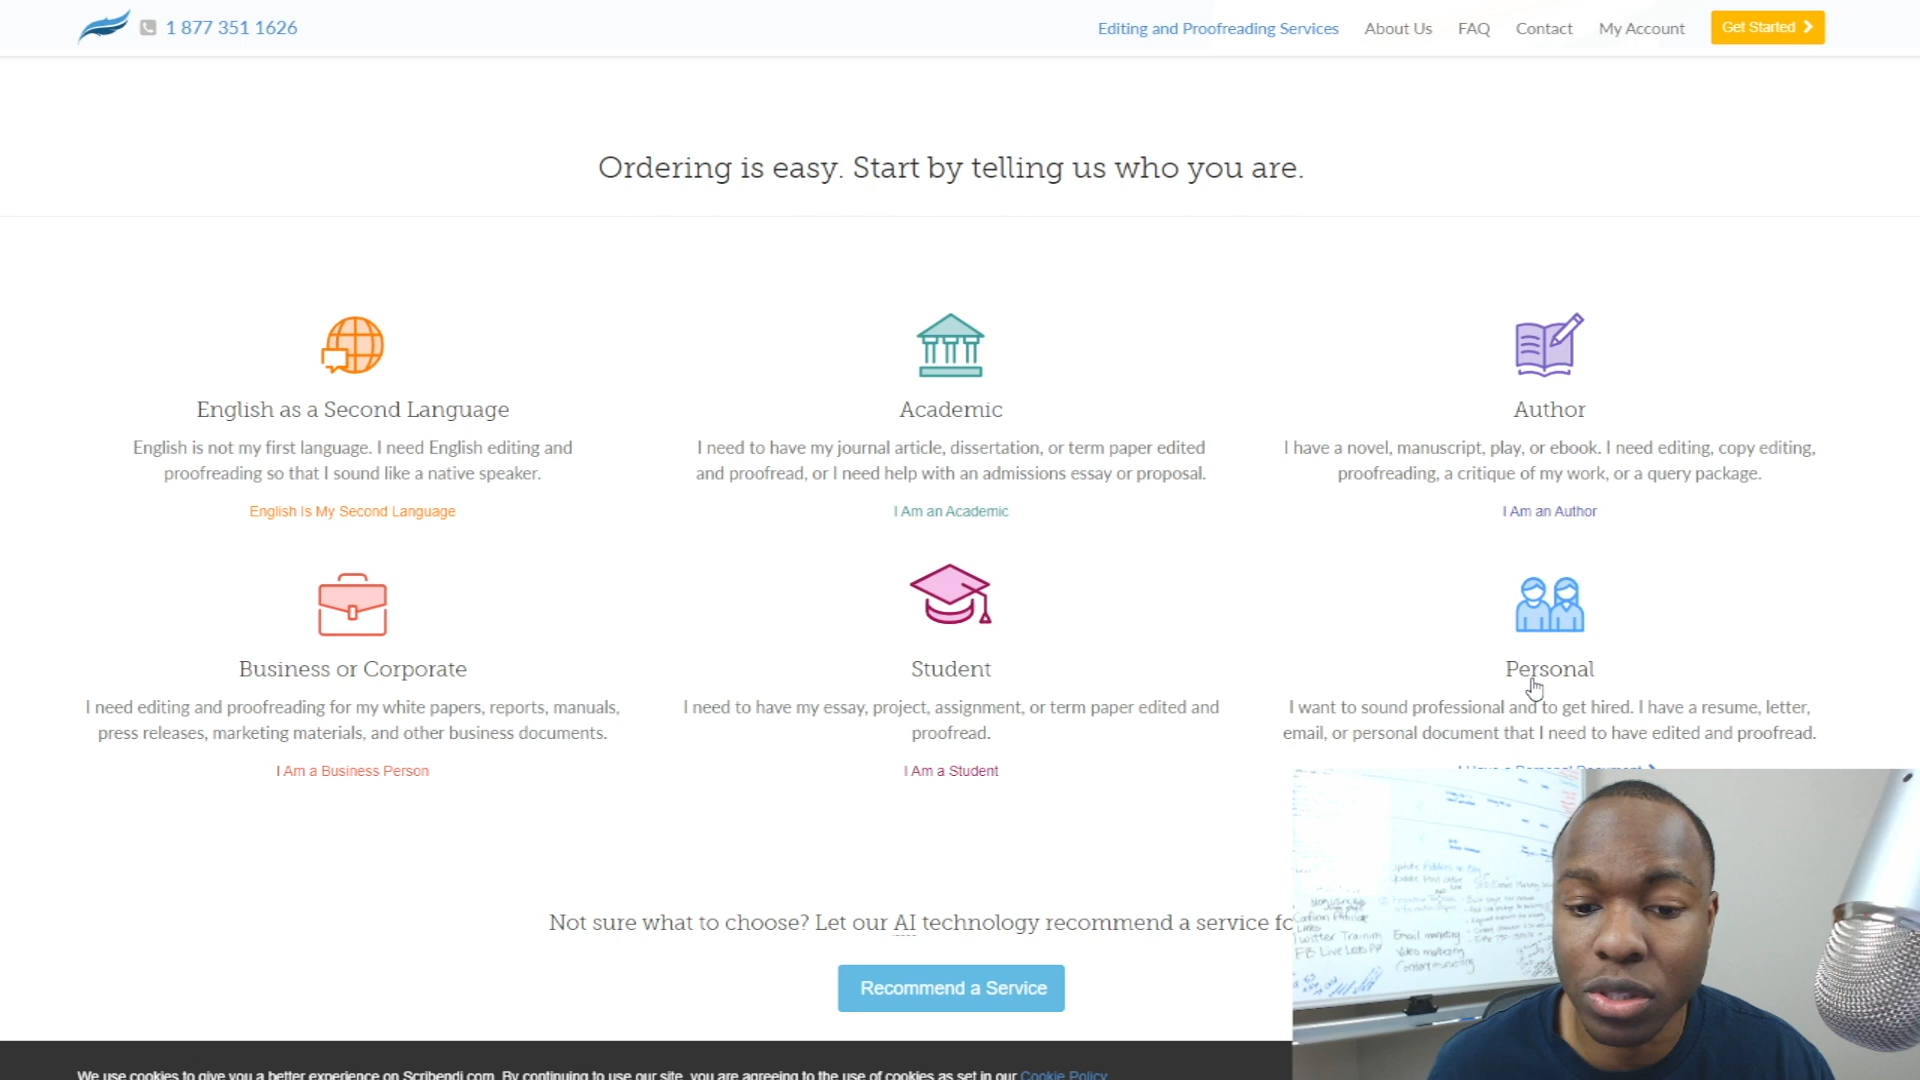 1 877 351 1626
Editing and Proofreading Services
About Us
FAQ
Contact
My Account
Get Started
Ordering is easy. Start by telling us who you are.
English as a Second Language
English is not my first language. I need English editing and
proofreading so that I sound like a native speaker.
English Is My Second Language
Academic
I need to have my journal article, dissertation, or term paper edited
and proofread, or I need help with an admissions essay or proposal.
I Am an Academic
Author
I have a novel, manuscript, play, or ebook. I need editing, copy editing,
proofreading, a critique of my work, or a query package.
I Am an Author
Business or Corporate
I need editing and proofreading for my white papers, reports, manuals,
press releases, marketing materials, and other business documents.
I Am a Business Person
Student
I need to have my essay, project, assignment, or term paper edited and
proofread.
I Am a Student
Personal
I want to sound professional and to get hired. I have a resume, letter,
email, or personal document that I need to have edited and proofread.
Not sure what to choose? Let our AI technology recommend a service
Recommend a Service
Twitter Training
FB Live
Email marketing
Video marketing
Content marketing
We use cookies to give you a better experience on Scribendi.com. By continuing to use our site, you are agreeing to the use of cookies as set in our Cookie Policy